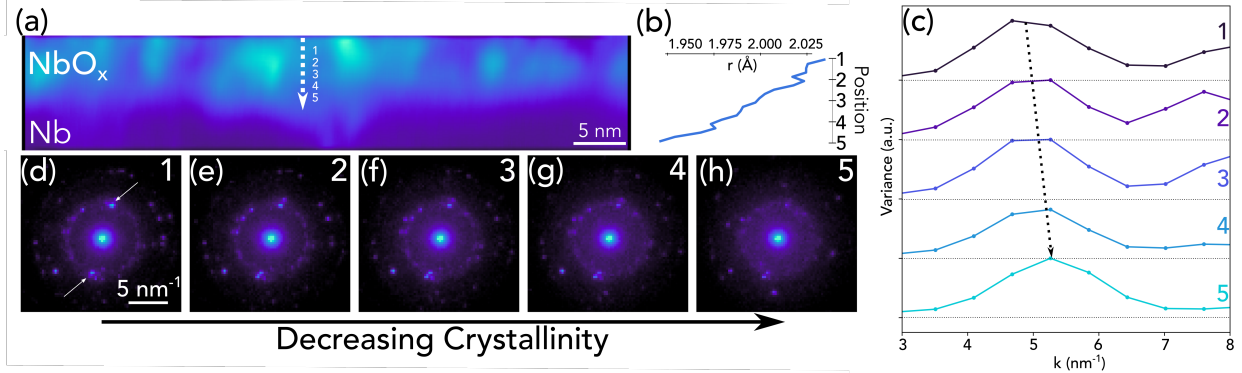 (a)
NbOx
Nb
1
2
3
4
5
5 nm
(b)
1.950 1.975 2.000 2.025
r (Å)
1
2
3
4
5
Position
(c)
1
2
3
4
5
Variance (a.u.)
3 4 5 6 7 8
k (nm-1)
(d) 1
5 nm-1
(e) 2
(f) 3
(g) 4
(h) 5
Decreasing Crystallinity